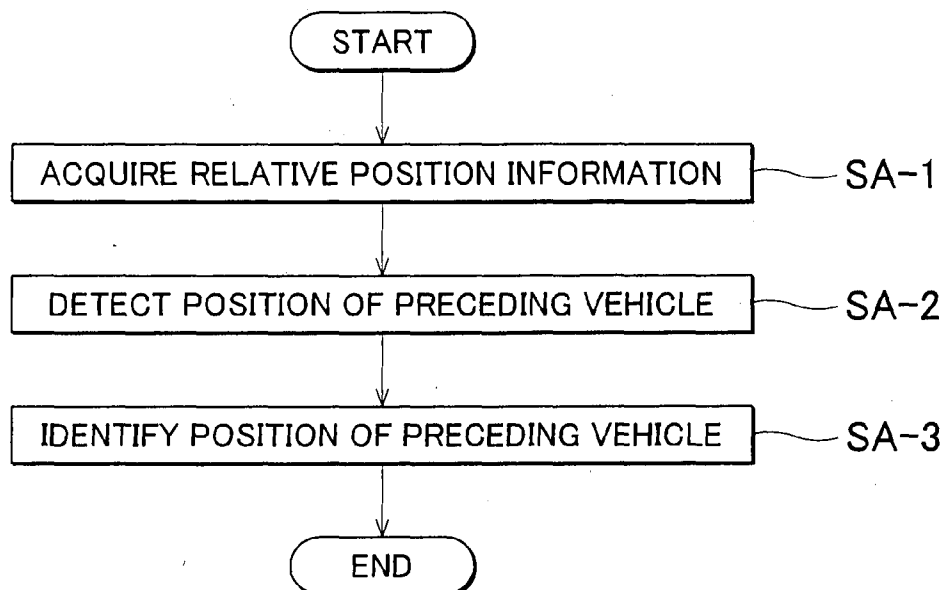 START
ACQUIRE RELATIVE POSITION INFORMATION
SA-1
DETECT POSITION OF PRECEDING VEHICLE
SA-2
IDENTIFY POSITION OF PRECEDING VEHICLE
SA-3
END